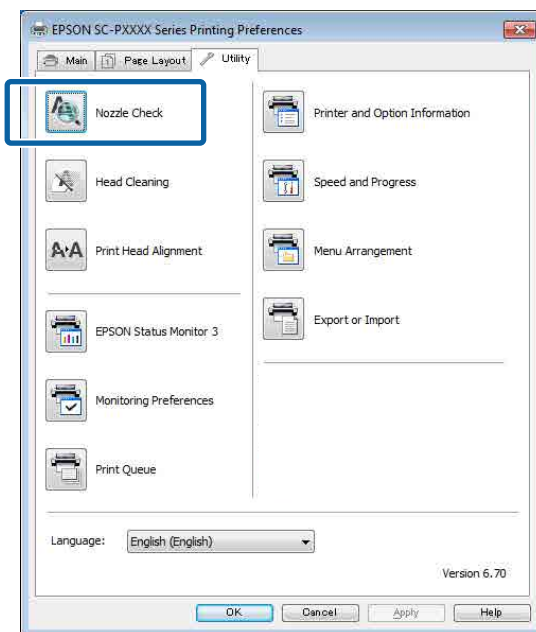 EPSON SC-PXXXX Series Printing Preferences
Main
Page Layout
Utility
Nozzle Check
Head Cleaning
A A
Print Head Alignment
EPSON Status Monitor 3
Monitoring Preferences
Print Queue
Printer and Option Information
Speed and Progress
Menu Arrangement
Export or Import
Language:
English (English)
Version 6.70
OK
Cancel
Apply
Help